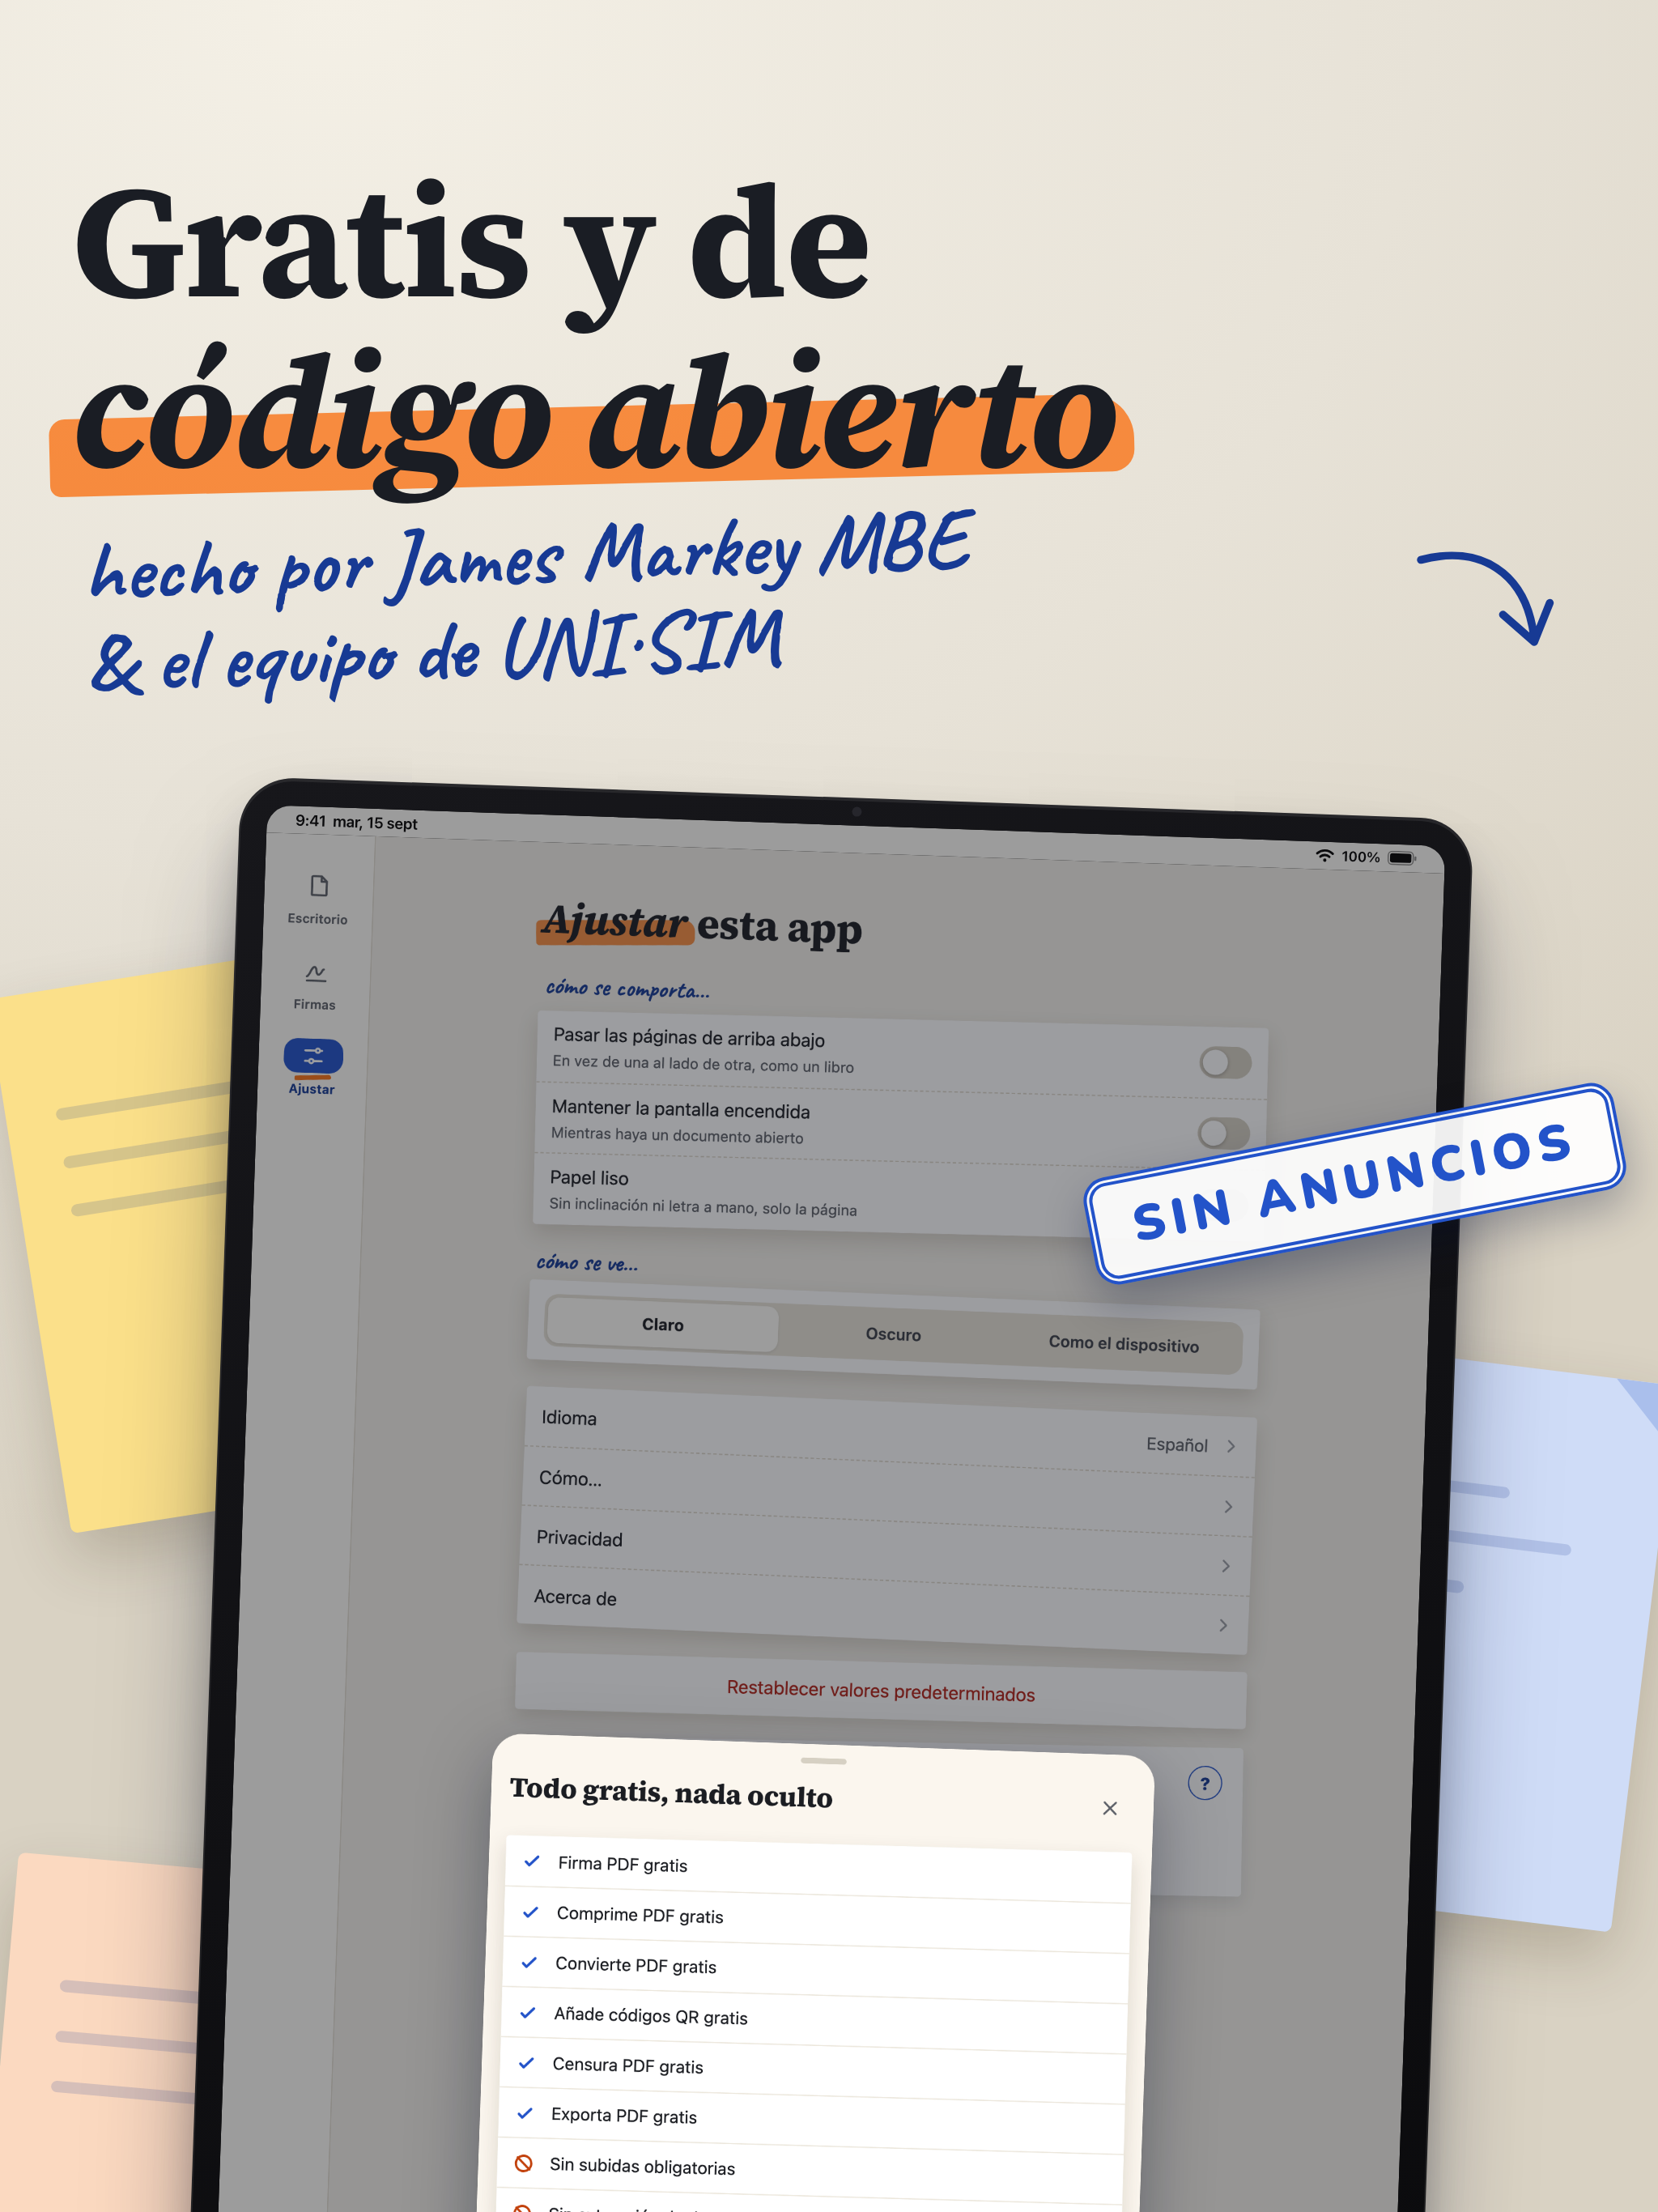 Gratis y de
código abierto
hecho por James Markey MBE
& el equipo de UNI·SIM
9:41 mar, 15 sept
100%
Escritorio
Firmas
Ajustar
Ajustar esta app
cómo se comporta...
Pasar las páginas de arriba abajo
En vez de una al lado de otra, como un libro
Mantener la pantalla encendida
Mientras haya un documento abierto
Papel liso
Sin inclinación ni letra a mano, solo la página
SIN ANUNCIOS
cómo se ve...
Claro
Oscuro
Como el dispositivo
Idioma
Español
Cómo...
Privacidad
Acerca de
Restablecer valores predeterminados
?
Todo gratis, nada oculto
Firma PDF gratis
Comprime PDF gratis
Convierte PDF gratis
Añade códigos QR gratis
Censura PDF gratis
Exporta PDF gratis
Sin subidas obligatorias